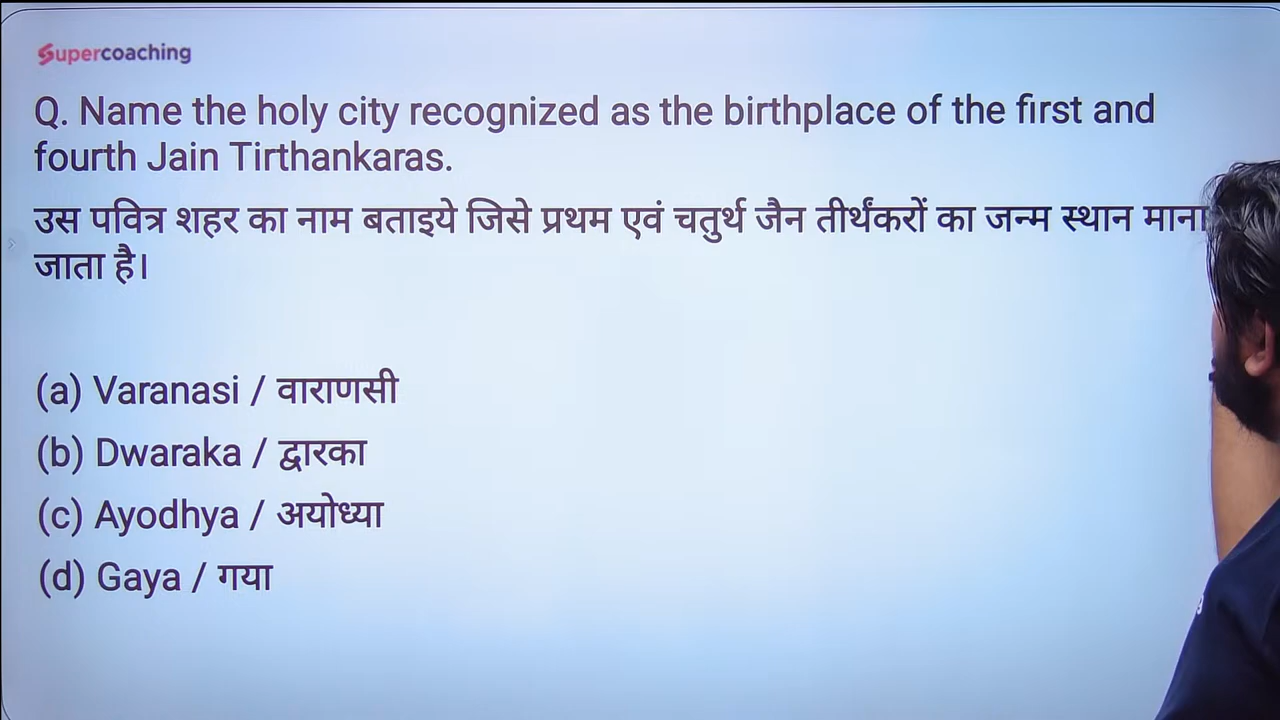 Supercoaching
Q. Name the holy city recognized as the birthplace of the first and
fourth Jain Tirthankaras.
उस पवित्र शहर का नाम बताइये जिसे प्रथम एवं चतुर्थ जैन तीर्थंकरों का जन्म स्थान माना
जाता है।
(a) Varanasi / वाराणसी
(b) Dwaraka / द्वारका
(c) Ayodhya / अयोध्या
(d) Gaya / गया